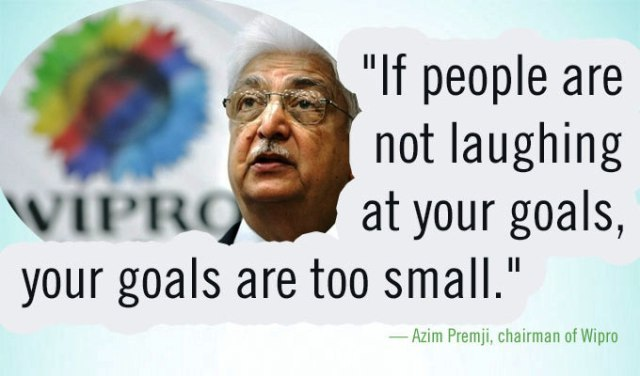 WIPRO
"If people are
not laughing
at your goals,
your goals are too small."
— Azim Premji, chairman of Wipro